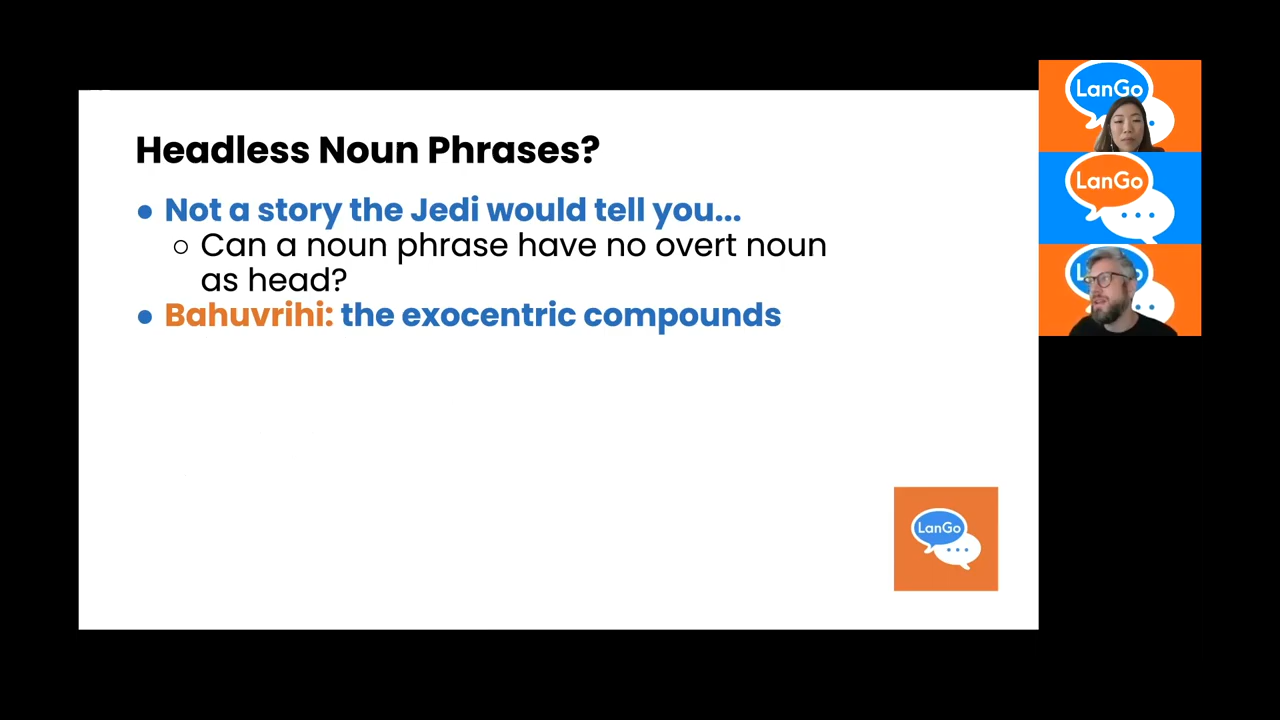 Headless Noun Phrases?
● Not a story the Jedi would tell you...
○ Can a noun phrase have no overt noun
as head?
● Bahuvrihi: the exocentric compounds
LanGo
LanGo
LanGo